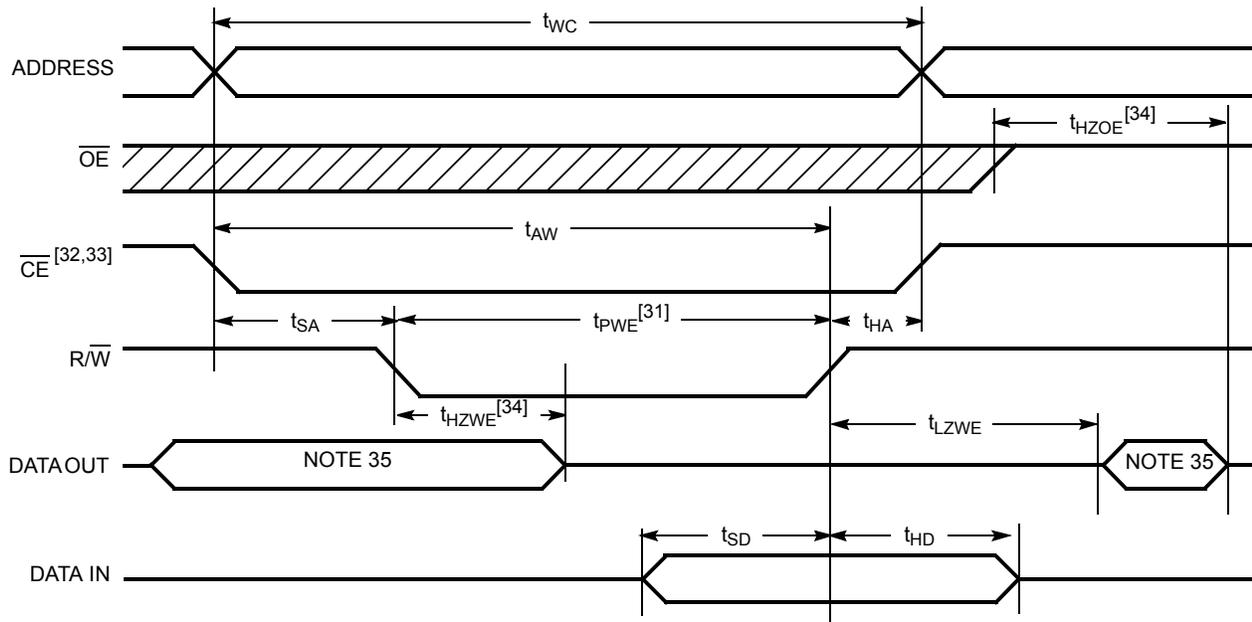 tWC
ADDRESS
tHZOE[34]
OE
tAW
CE [32,33]
tSA
tPWE[31]
tHA
R/W
tHZWE[34]
tLZWE
DATA OUT
NOTE 35
NOTE 35
tSD
tHD
DATA IN